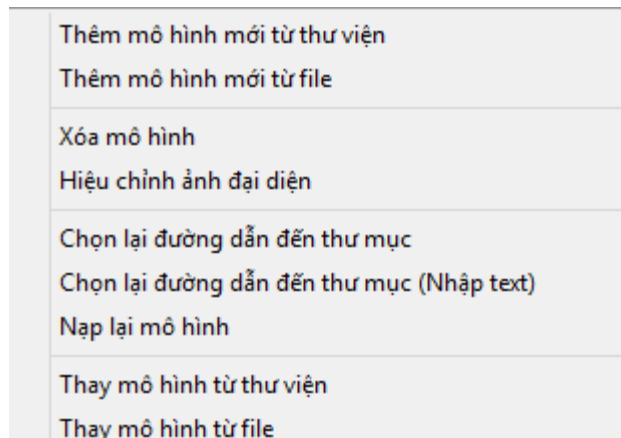 Thêm mô hình mới từ thư viện
Thêm mô hình mới từ file
Xóa mô hình
Hiệu chỉnh ảnh đại diện
Chọn lại đường dẫn đến thư mục
Chọn lại đường dẫn đến thư mục (Nhập text)
Nạp lại mô hình
Thay mô hình từ thư viện
Thay mô hình từ file